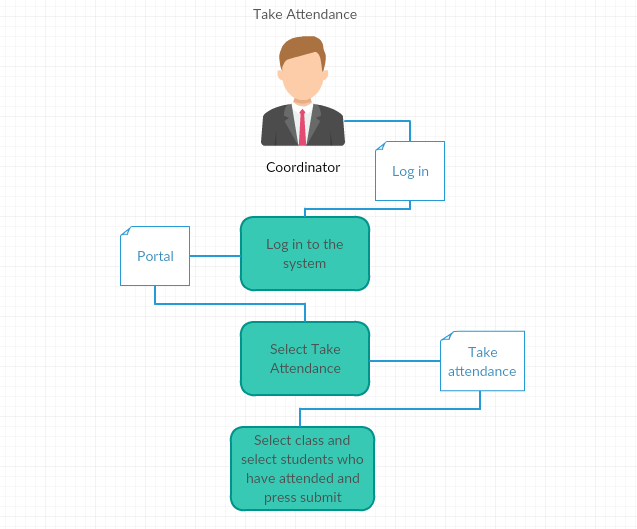 Take Attendance
Coordinator
Log in
Log in to the
system
Portal
Select Take
Attendance
Take
attendance
Select class and
select students who
have attended and
press submit